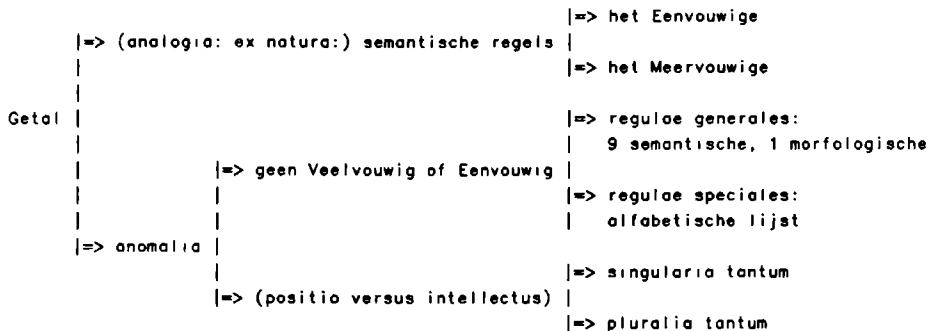 |=> het Eenvouwige
|=> (analogia: ex natura:) semantische regels |
|=> het Meervouwige
Getal |
|=> regulae generales:
9 semantische, 1 morfologische
|=> geen Veelvouwig of Eenvouwig |
|=> regulae speciales:
alfabetische lijst
|=> anomalia |
|=> singularia tantum
|=> (positio versus intellectus) |
|=> pluralia tantum